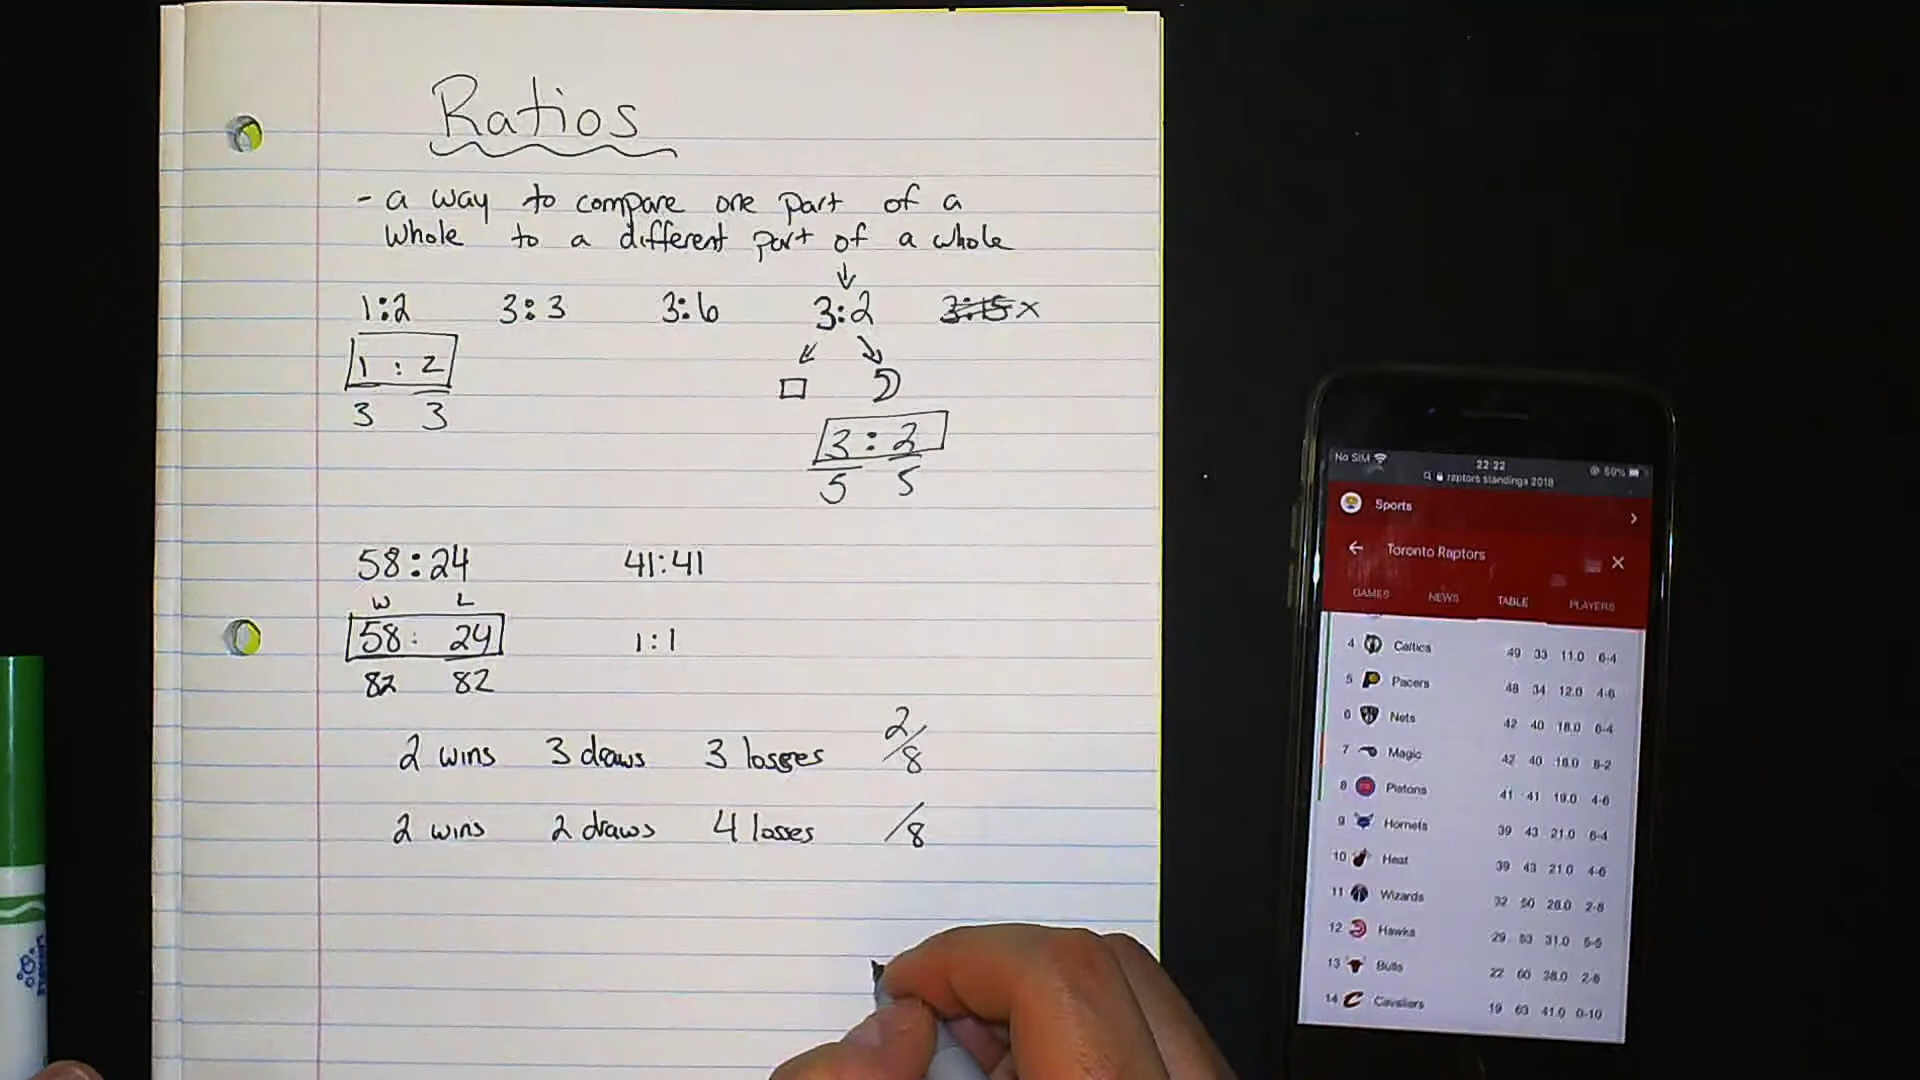 Ratios
- a way to compare one part of a
whole to a different part of a whole
1:2 3:3 3:6 3:2 3:15 x
1 : 2
3 3
3 : 2
5 5
58:24 41:41
W L
58: 24 1:1
82 82
2 wins 3 draws 3 losses 2/8
2 wins 2 draws 4 losses /8
No SIM 22:22 50%
raptors standings 2018
Sports
Toronto Raptors
GAMES NEWS TABLE PLAYERS
4 Celtics 49 33 11.0 6-4
5 Pacers 48 34 12.0 4-6
6 Nets 42 40 18.0 6-4
7 Magic 42 40 18.0 8-2
8 Pistons 41 41 19.0 4-6
9 Hornets 39 43 21.0 6-4
10 Heat 39 43 21.0 4-6
11 Wizards 32 50 28.0 2-8
12 Hawks 29 53 31.0 5-5
13 Bulls 22 60 38.0 2-8
14 Cavaliers 19 63 41.0 0-10